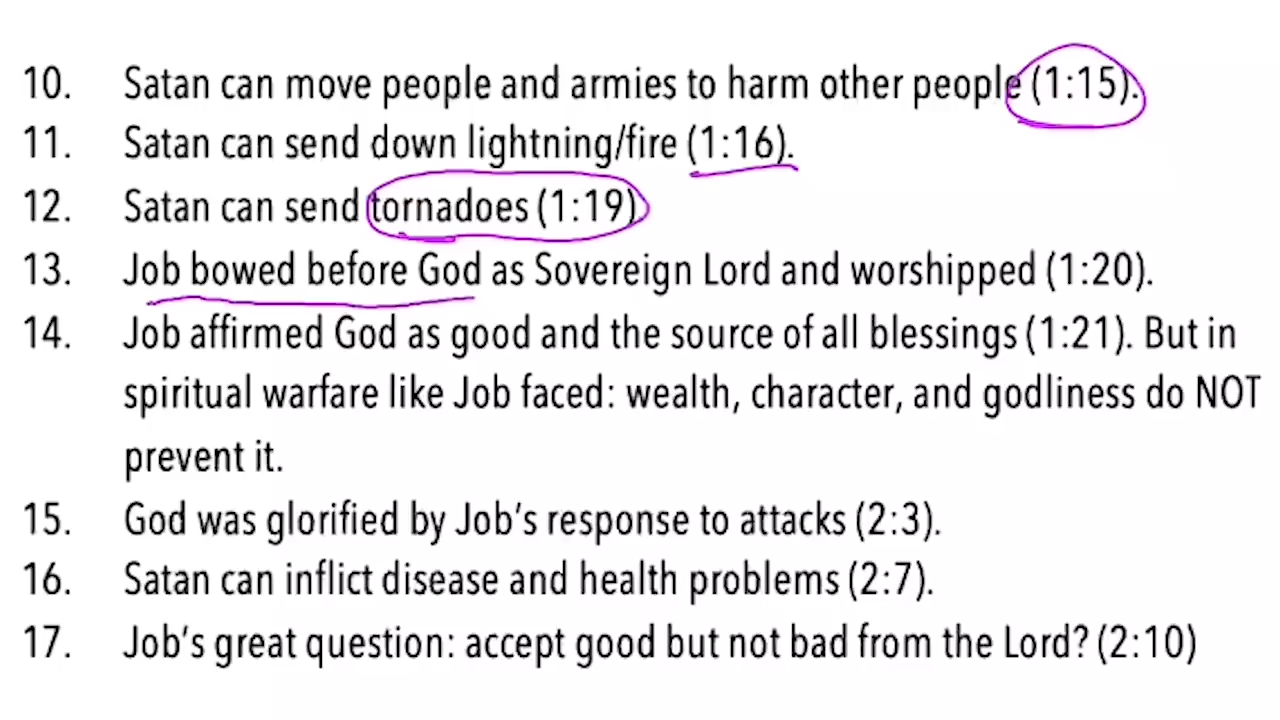 10. Satan can move people and armies to harm other people (1:15).
11. Satan can send down lightning/fire (1:16).
12. Satan can send tornadoes (1:19).
13. Job bowed before God as Sovereign Lord and worshipped (1:20).
14. Job affirmed God as good and the source of all blessings (1:21). But in
spiritual warfare like Job faced: wealth, character, and godliness do NOT
prevent it.
15. God was glorified by Job’s response to attacks (2:3).
16. Satan can inflict disease and health problems (2:7).
17. Job’s great question: accept good but not bad from the Lord? (2:10)